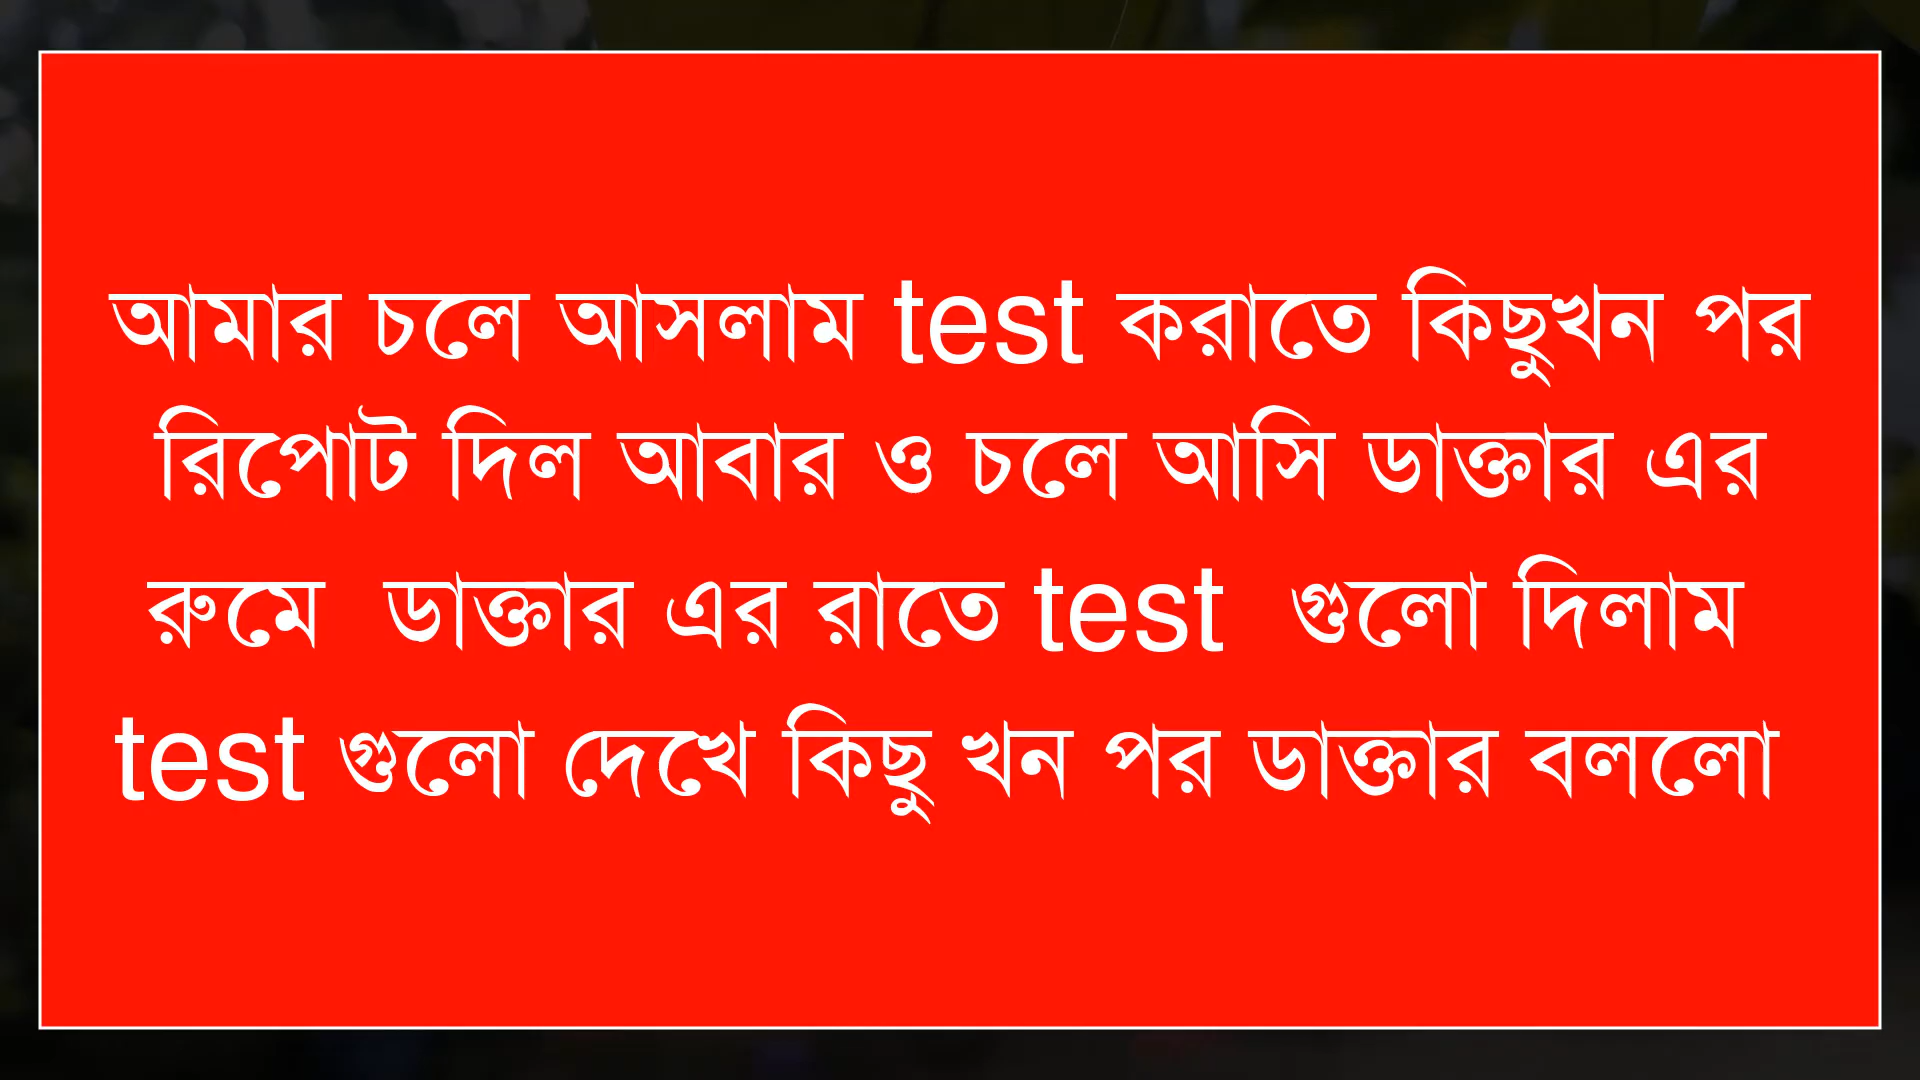 আমার চলে আসলাম test করাতে কিছুখন পর
রিপোর্ট দিল আবার ও চলে আসি ডাক্তার এর
রুমে ডাক্তার এর রাতে test গুলো দিলাম
test গুলো দেখে কিছু খন পর ডাক্তার বললো